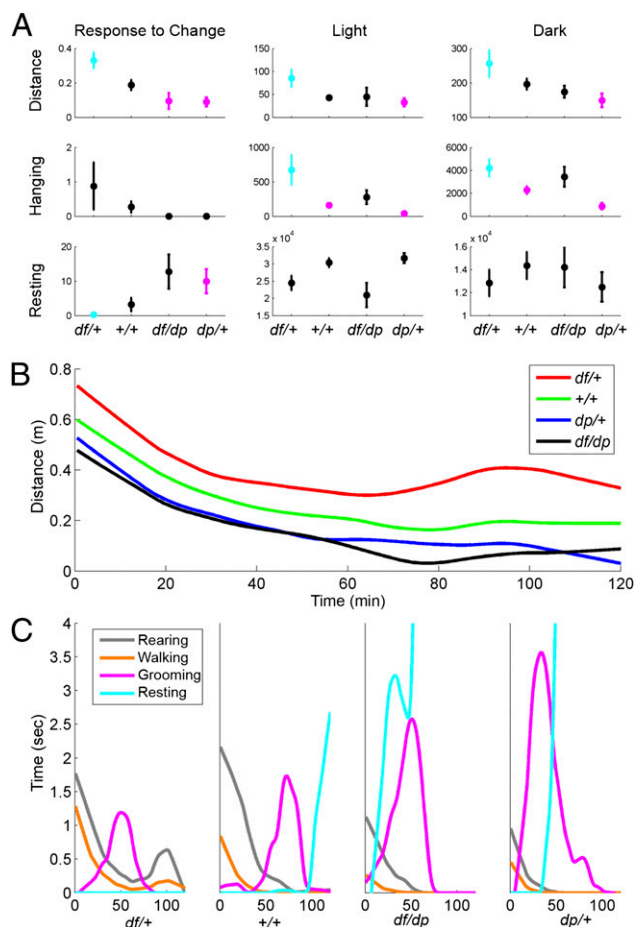 A
Response to Change Light Dark
Distance
0.4
0.2
0
150
100
50
0
300
200
100
Hanging
2
1
0
1000
500
0
6000
4000
2000
0
Resting
20
10
0
x 10⁴
3.5
3
2.5
2
1.5
x 10⁴
1.8
1.6
1.4
1.2
1
df/+ +/+ df/dp dp/+
df/+ +/+ df/dp dp/+
df/+ +/+ df/dp dp/+
B
Distance (m)
0.8
0.6
0.4
0.2
0
df/+
+/+
dp/+
df/dp
0 20 40 60 80 100 120
Time (min)
C
Time (sec)
4
3.5
3
2.5
2
1.5
1
0.5
0
Rearing
Walking
Grooming
Resting
0 50 100 0 50 100 0 50 100 0 50 100
df/+ +/+ df/dp dp/+